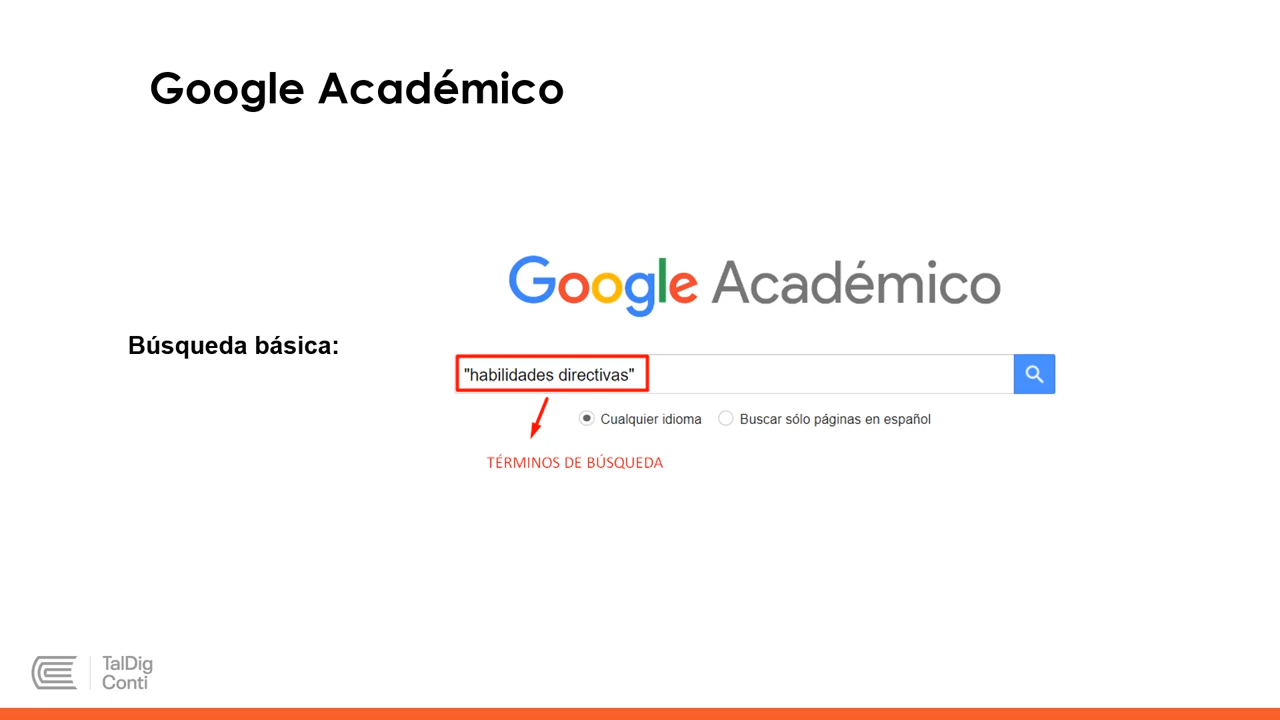 Google Académico
Google Académico
Búsqueda básica:
"habilidades directivas"
Cualquier idioma
Buscar sólo páginas en español
TÉRMINOS DE BÚSQUEDA
TalDig
Conti